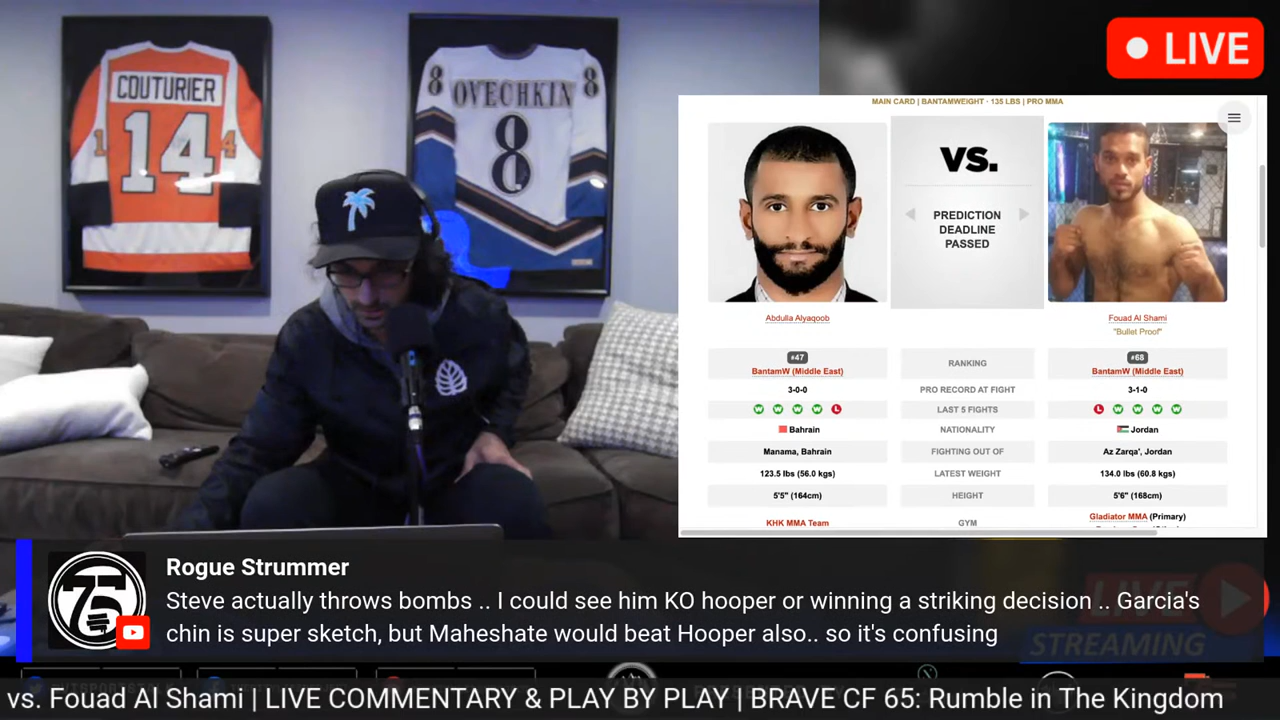 COUTURIER
14
4
8 OVECHKIN 8
8
LIVE
MAIN CARD | BANTAMWEIGHT · 135 LBS | PRO MMA
VS.
PREDICTION
DEADLINE
PASSED
Abdulla Alyaqoob
Fouad Al Shami
"Bullet Proof"
#47
BantamW (Middle East)
RANKING
#68
BantamW (Middle East)
3-0-0 PRO RECORD AT FIGHT 3-1-0
W W W W L LAST 5 FIGHTS L W W W W
Bahrain NATIONALITY Jordan
Manama, Bahrain FIGHTING OUT OF Az Zarqa', Jordan
123.5 lbs (56.0 kgs) LATEST WEIGHT 134.0 lbs (60.8 kgs)
5'5" (164cm) HEIGHT 5'6" (168cm)
KHK MMA Team GYM Gladiator MMA (Primary)
75
Rogue Strummer
Steve actually throws bombs .. I could see him KO hooper or winning a striking decision .. Garcia's
chin is super sketch, but Maheshate would beat Hooper also.. so it's confusing
LIVE
STREAMING
vs. Fouad Al Shami | LIVE COMMENTARY & PLAY BY PLAY | BRAVE CF 65: Rumble in The Kingdom